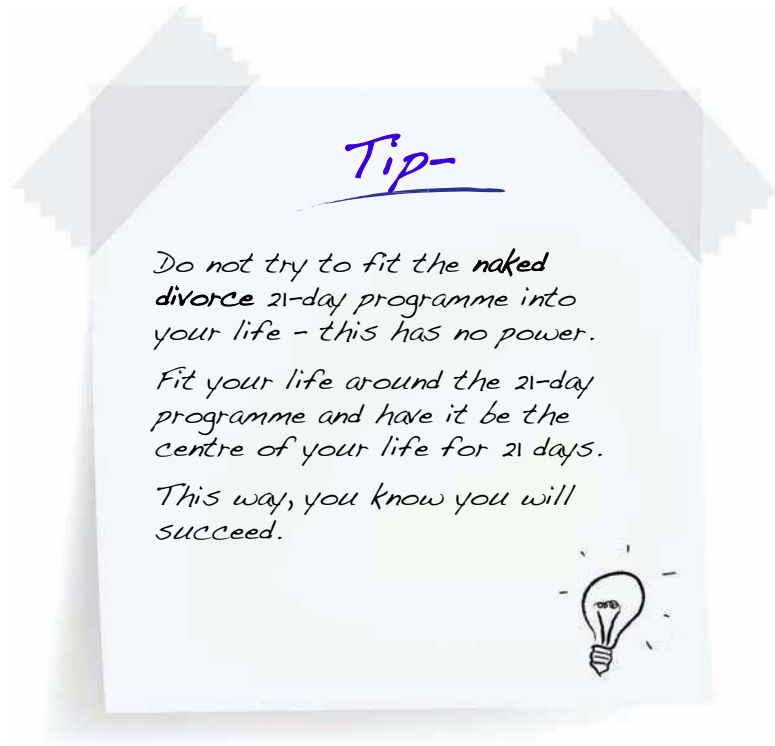 Tip-
Do not try to fit the naked
divorce 21-day programme into
your life - this has no power.
Fit your life around the 21-day
programme and have it be the
centre of your life for 21 days.
This way, you know you will
succeed.